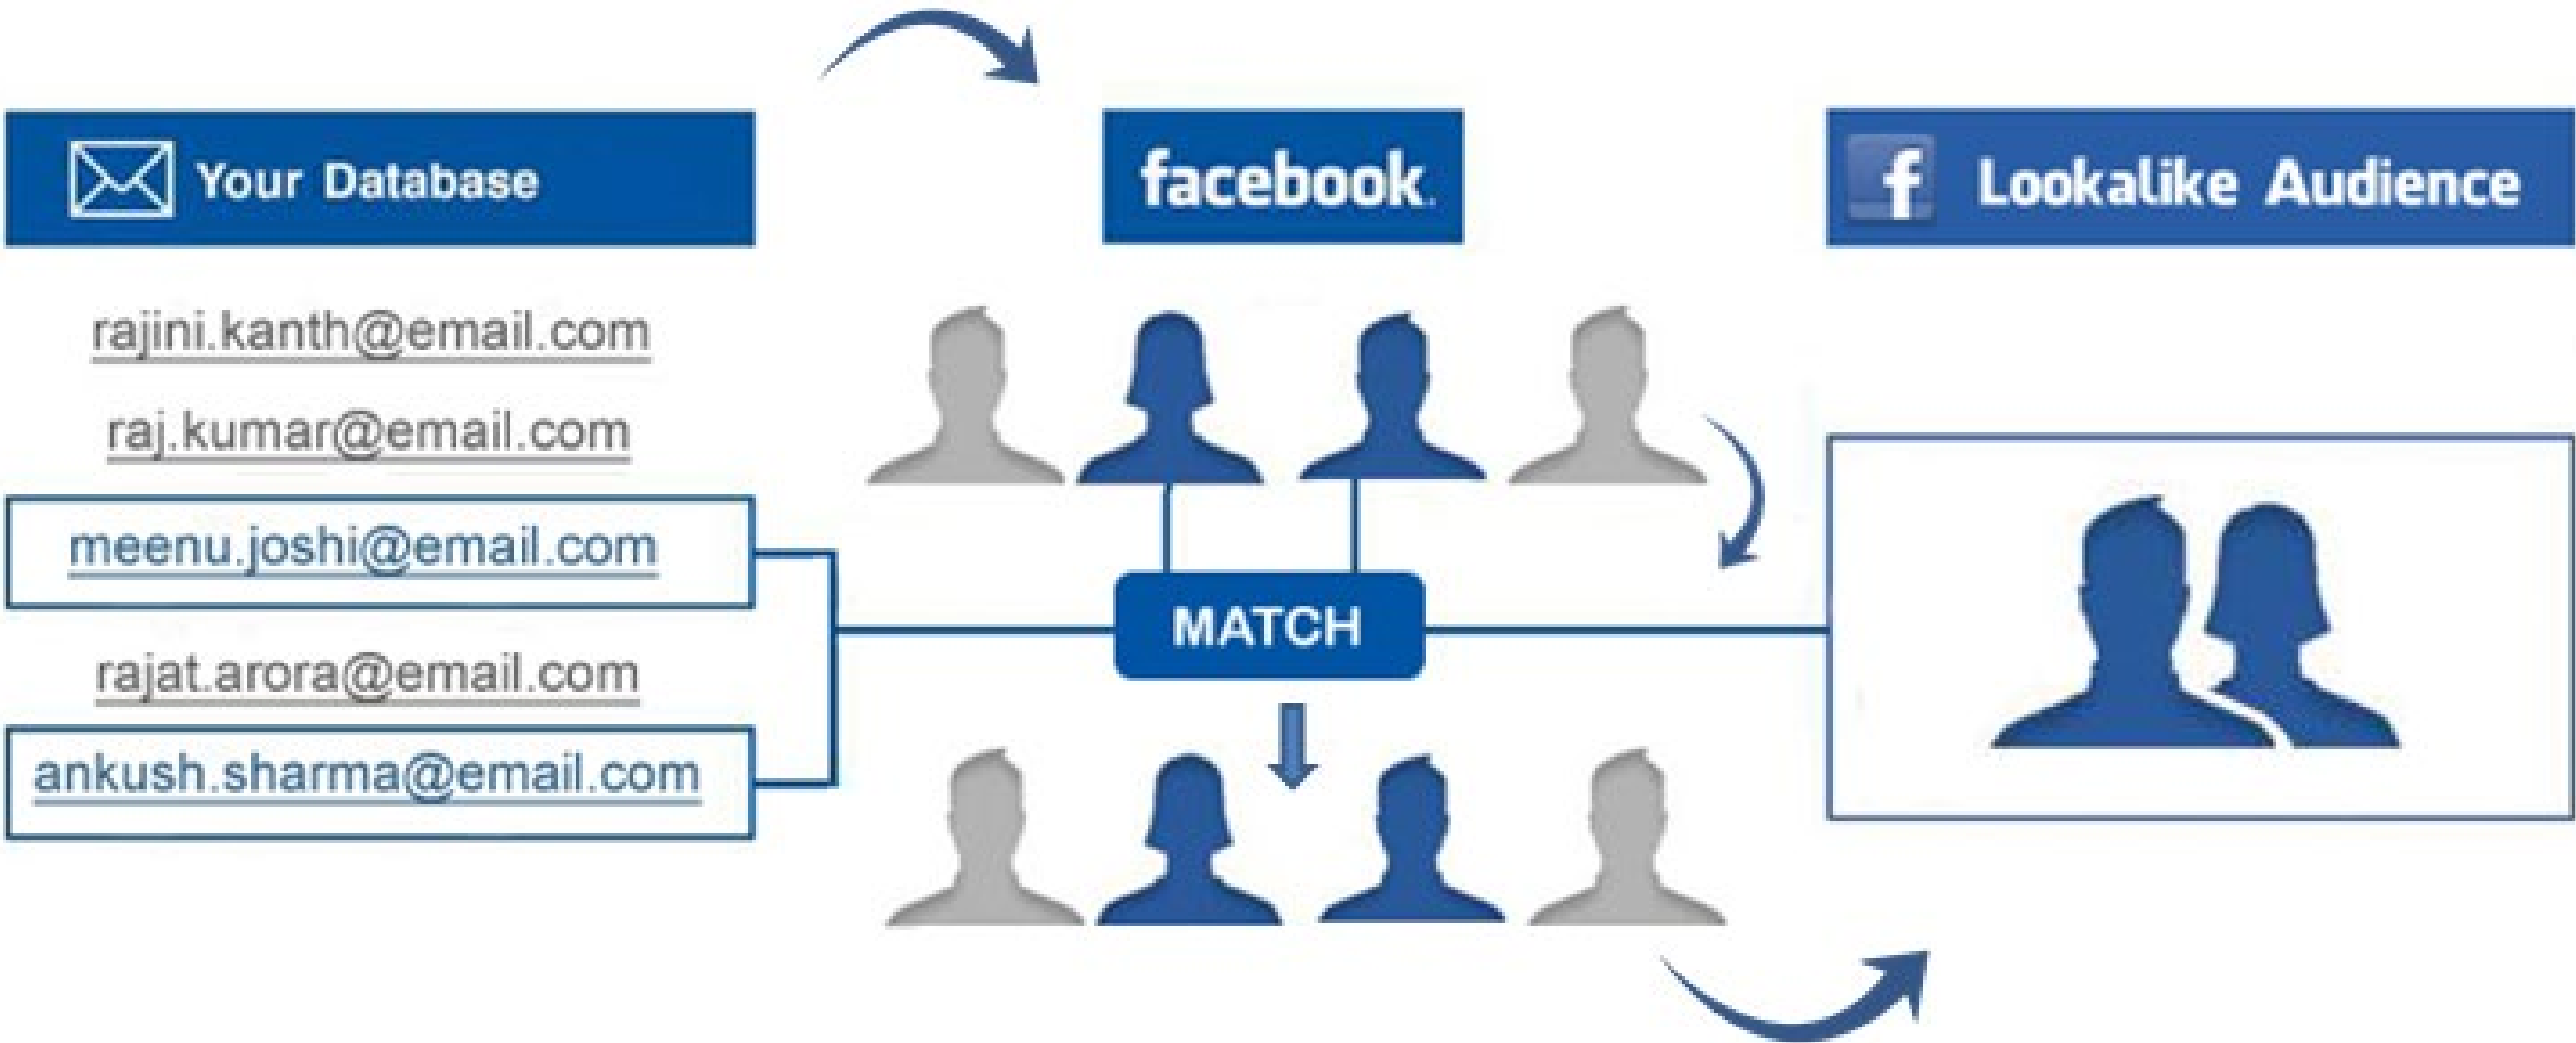 Your Database
facebook.
f Lookalike Audience
rajini.kanth@email.com
raj.kumar@email.com
meenu.joshi@email.com
MATCH
rajat.arora@email.com
ankush.sharma@email.com